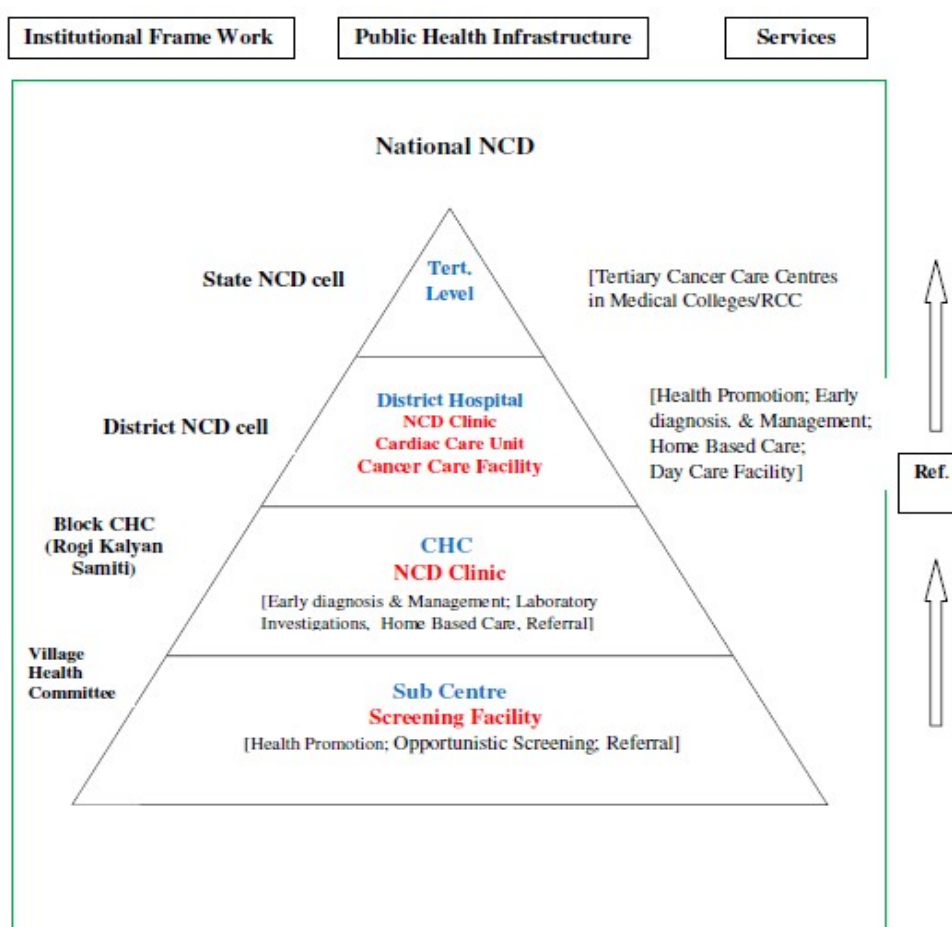 Institutional Frame Work
Public Health Infrastructure
Services
National NCD
State NCD cell
Tert.
Level
[Tertiary Cancer Care Centres
in Medical Colleges/RCC
District NCD cell
District Hospital
NCD Clinic
Cardiac Care Unit
Cancer Care Facility
[Health Promotion; Early
diagnosis. & Management;
Home Based Care;
Day Care Facility]
Ref.
Block CHC
(Rogi Kalyan
Samiti)
CHC
NCD Clinic
[Early diagnosis & Management; Laboratory
Investigations, Home Based Care, Referral]
Village
Health
Committee
Sub Centre
Screening Facility
[Health Promotion; Opportunistic Screening; Referral]